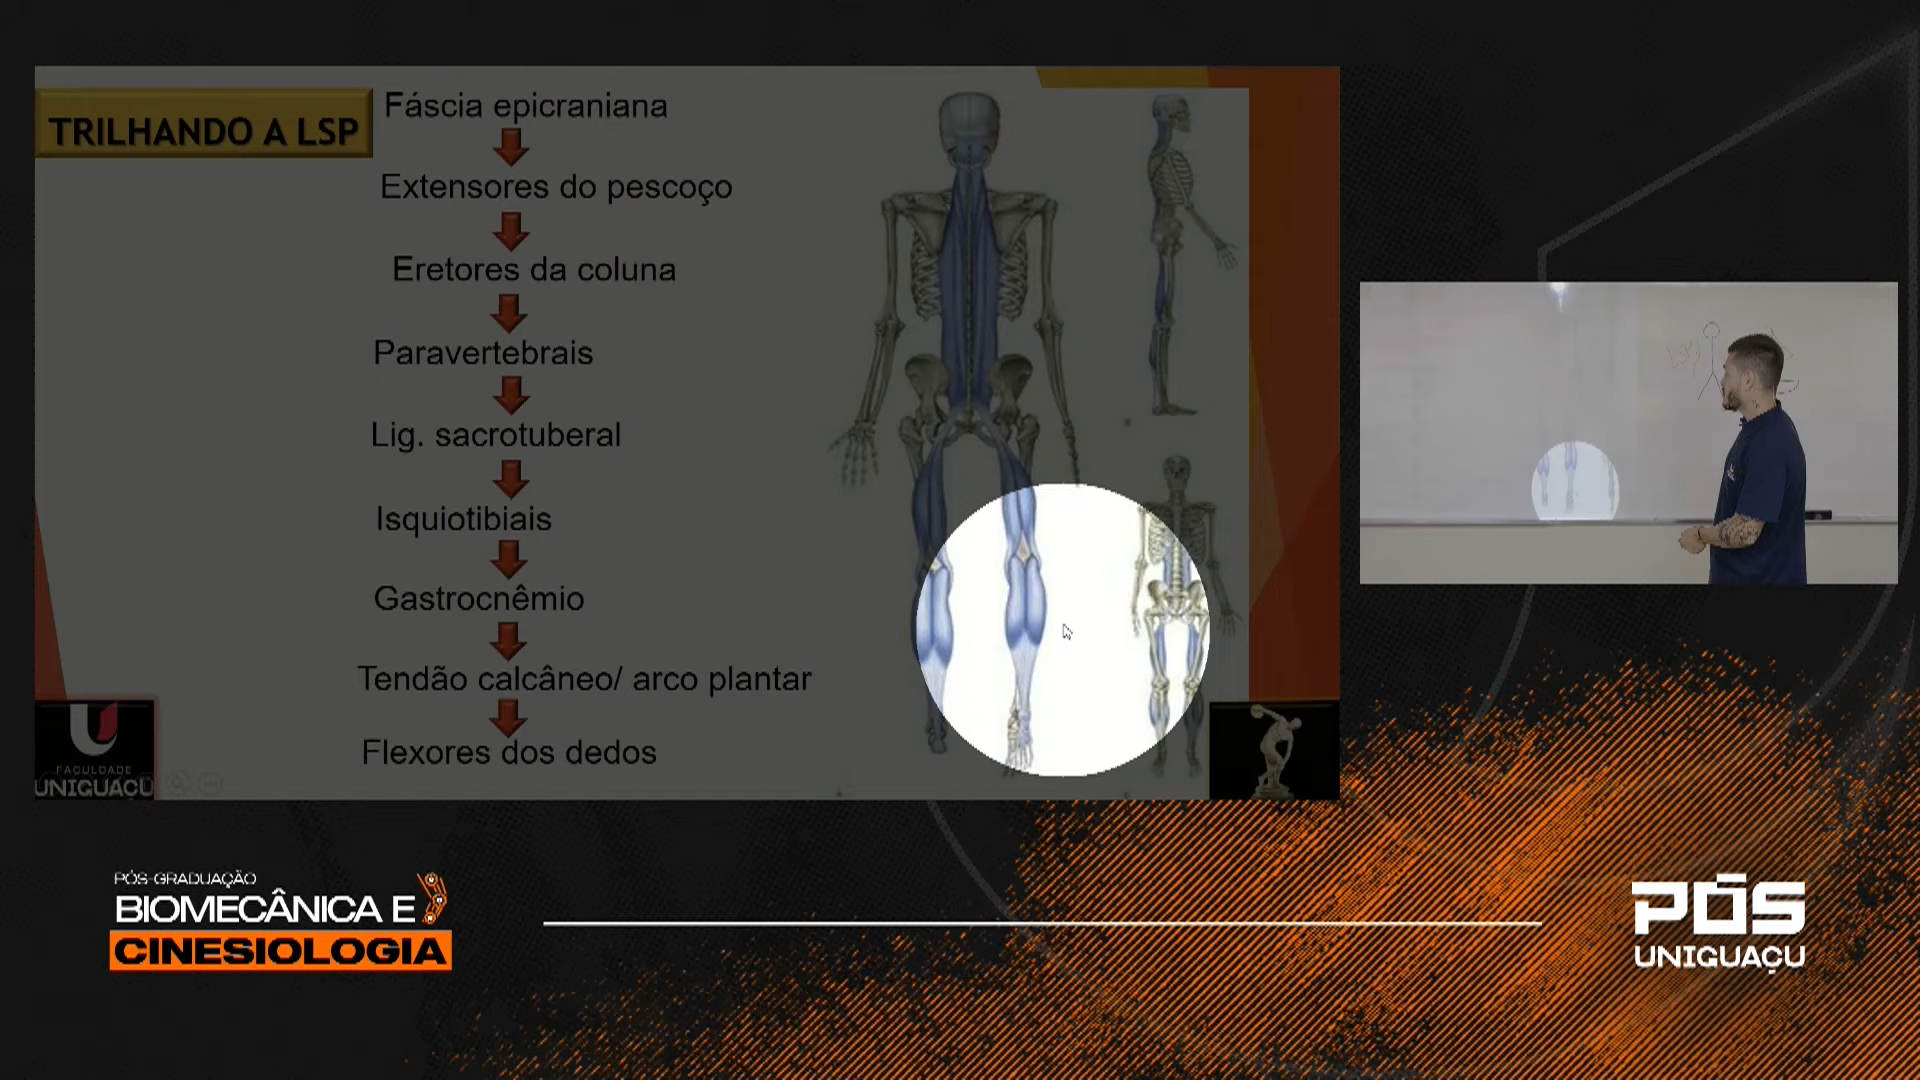 TRILHANDO A LSP
Fáscia epicraniana
Extensores do pescoço
Eretores da coluna
Paravertebrais
Lig. sacrotuberal
Isquiotibiais
Gastrocnêmio
Tendão calcâneo/ arco plantar
Flexores dos dedos
FACULDADE
UNIGUAÇU
PÓS-GRADUAÇÃO
BIOMECÂNICA E
CINESIOLOGIA
PÓS
UNIGUAÇU